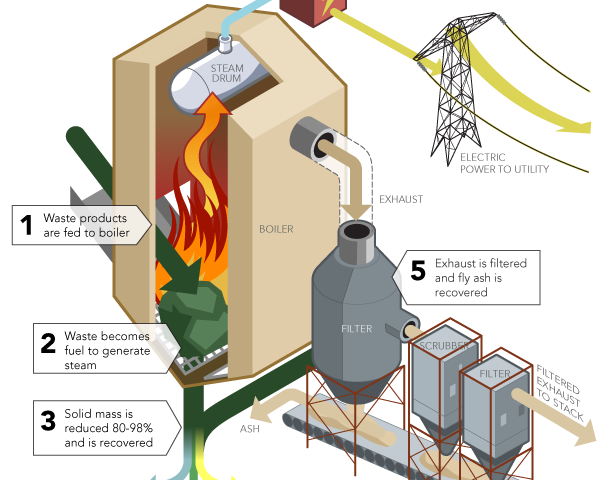 STEAM
DRUM
ELECTRIC
POWER TO UTILITY
EXHAUST
1 Waste products
are fed to boiler
BOILER
5 Exhaust is filtered
and fly ash is
recovered
2 Waste becomes
fuel to generate
steam
FILTER
SCRUBBER
FILTER
FILTERED
EXHAUST
TO STACK
3 Solid mass is
reduced 80-98%
and is recovered
ASH